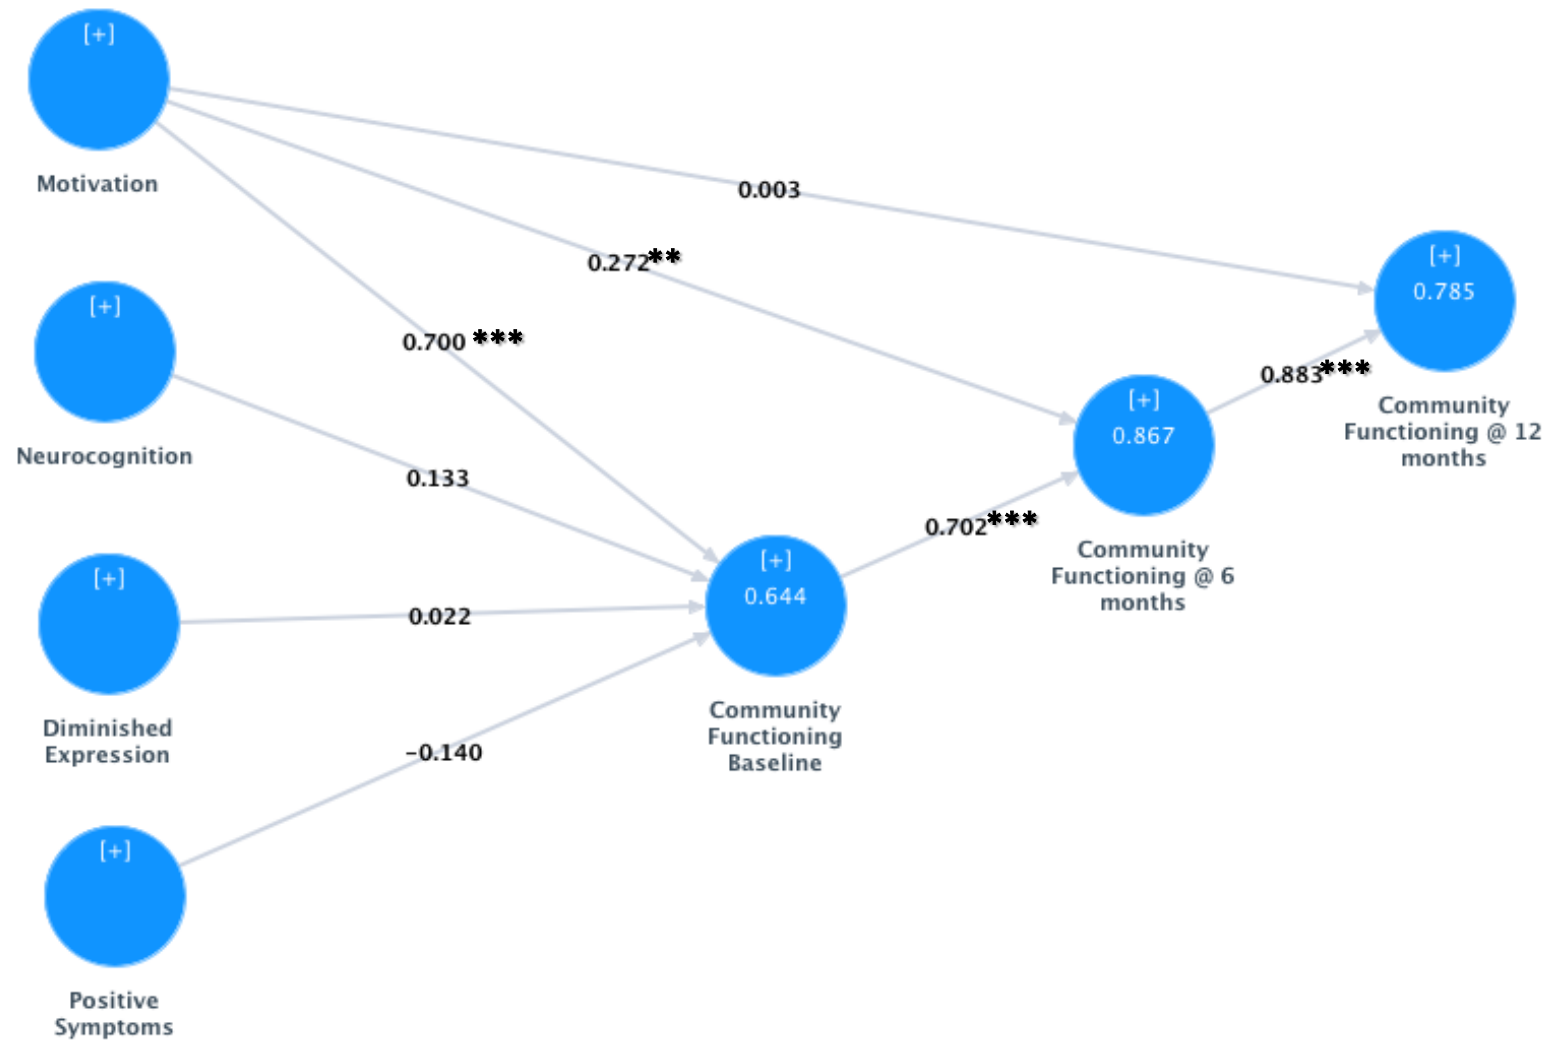 [+]
Motivation
0.003
0.272**
0.700 ***
[+]
Neurocognition
0.133
[+]
Diminished
Expression
0.022
[+]
Positive
Symptoms
-0.140
[+]
0.644
Community
Functioning
Baseline
0.702***
[+]
0.867
Community
Functioning @ 6
months
0.883***
[+]
0.785
Community
Functioning @ 12
months